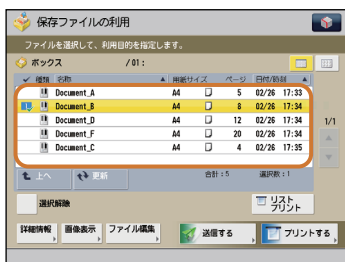 保存ファイルの利用
ファイルを選択して、利用目的を指定します。
ボックス /01:
種類 名称 ▲ 用紙サイズ ページ 日付/時刻 ▲
Document_A A4 5 02/26 17:33
1 Document_B A4 8 02/26 17:34
Document_D A4 12 02/26 17:34
Document_F A4 20 02/26 17:34
Document_C A4 4 02/26 17:35
1/1
上へ 更新 合計:5 選択数:1
選択解除 リストプリント
詳細情報 画像表示 ファイル編集 送信する プリントする